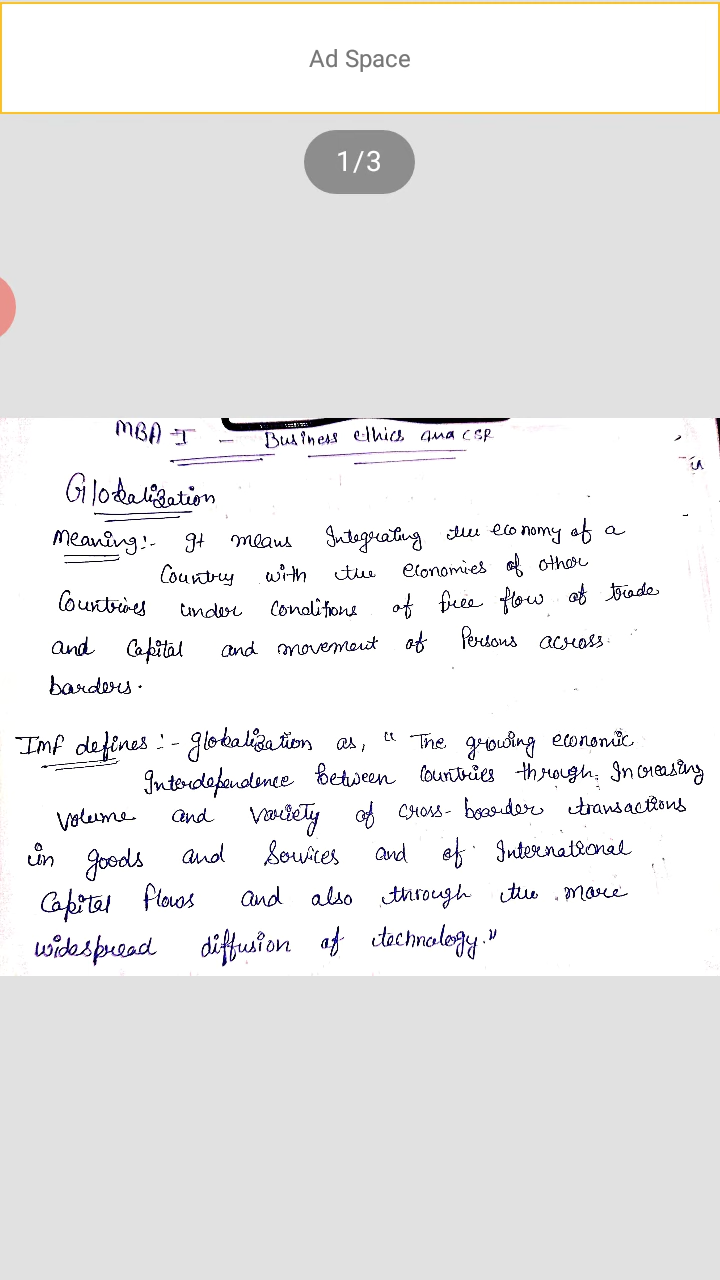 Ad Space
1/3
MBA I - Business ethics and CSR
in
Globalization
Meaning:- It means Integrating the economy of a
Country with the economies of other
Countries under Conditions of free flow of trade
and Capital and movement of Persons across
barders.
Imf defines :- globalization as, "The growing economic
Interdependence Between Countries through Increasing
Volume and Variety of cross-boarder transactions
in goods and Services and of International
Capital flows and also through the more
widespread diffusion of technology."